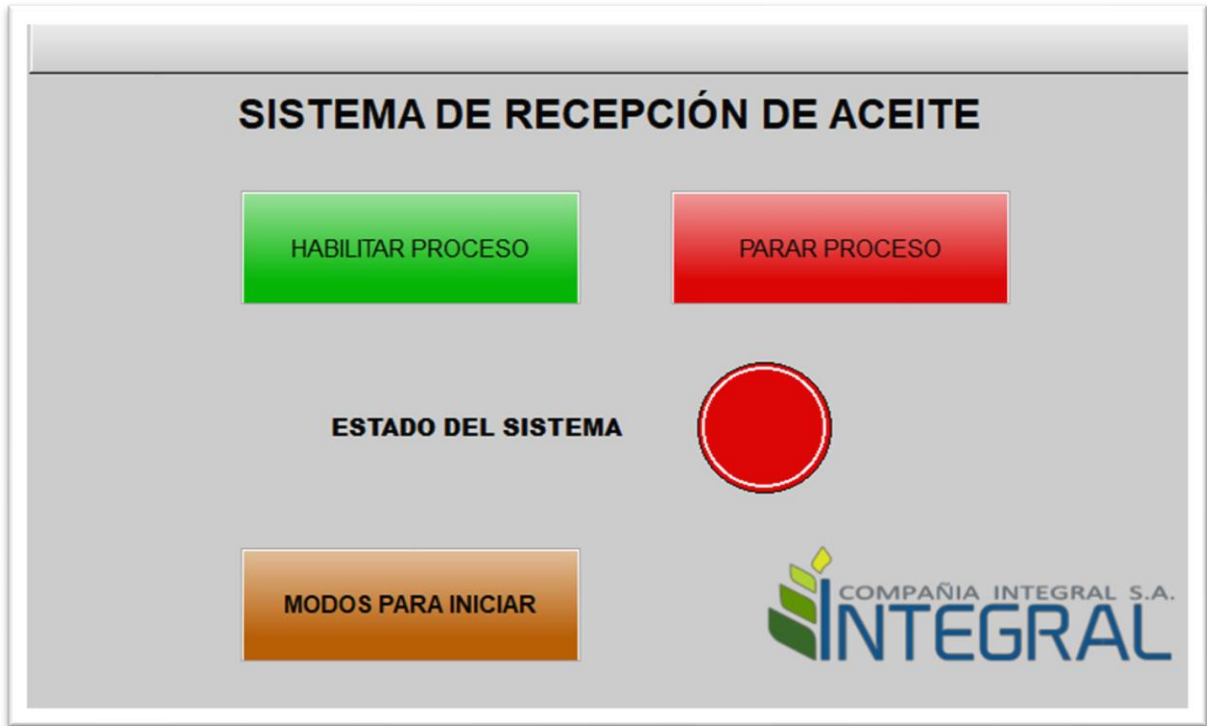 SISTEMA DE RECEPCIÓN DE ACEITE
HABILITAR PROCESO
PARAR PROCESO
ESTADO DEL SISTEMA
MODOS PARA INICIAR
COMPAÑIA INTEGRAL S.A.
INTEGRAL